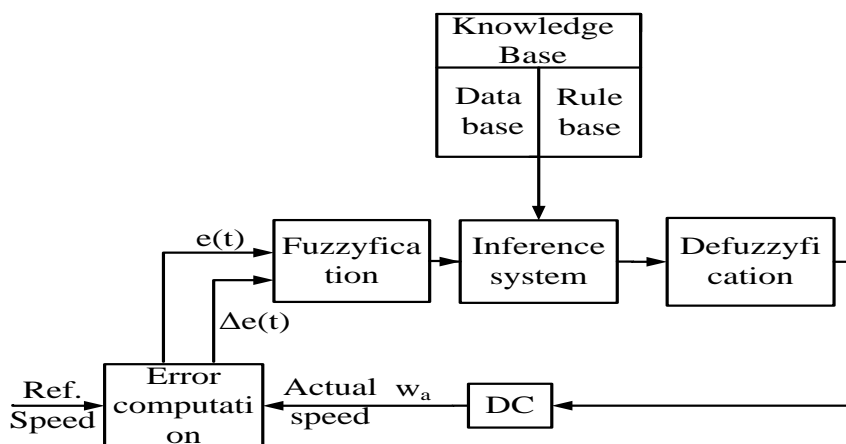 Knowledge
Base
Data
base
Rule
base
e(t)
Fuzzyfica
tion
Inference
system
Defuzzyfi
cation
Δe(t)
Ref.
Speed
Error
computati
on
Actual wₐ
speed
DC